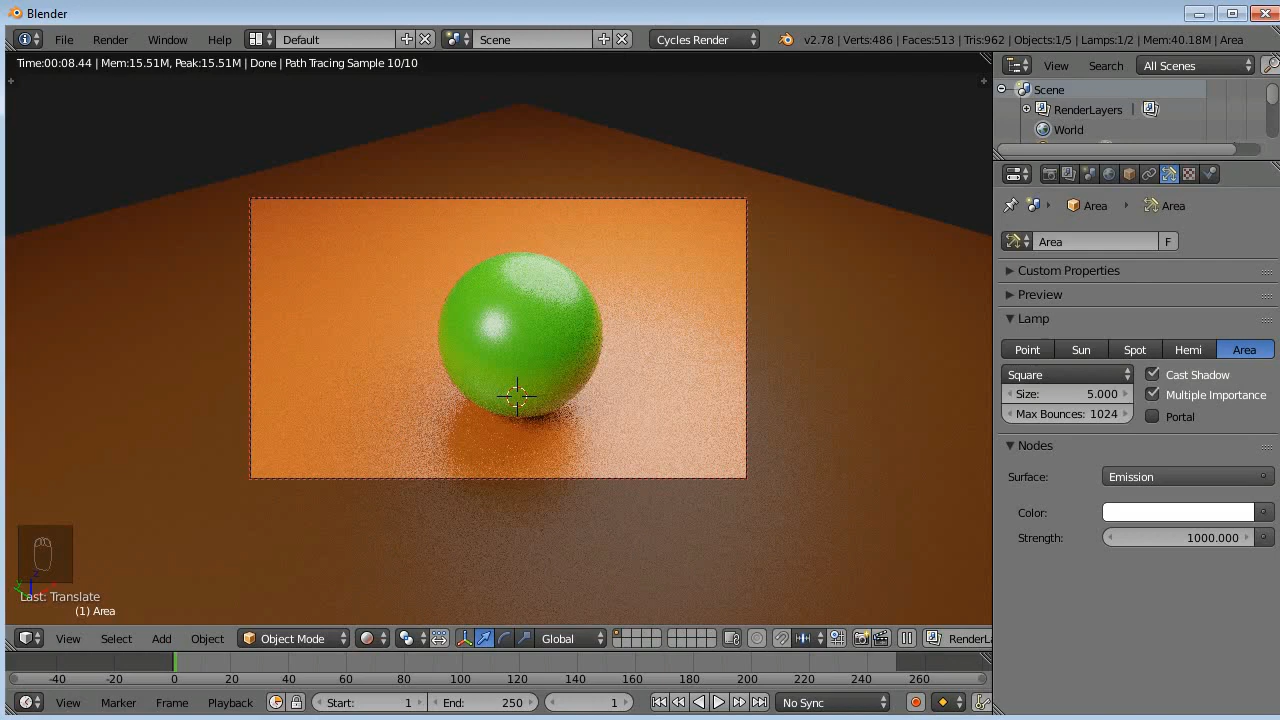 Blender
File Render Window Help Default Scene Cycles Render v2.78 | Verts:486 | Faces:513 | Tris:962 | Objects:1/5 | Lamps:1/2 | Mem:40.18M | Area
Time:00:08.44 | Mem:15.51M, Peak:15.51M | Done | Path Tracing Sample 10/10
View Search All Scenes
Scene
RenderLayers |
World
Area Area
Area F
Custom Properties
Preview
Lamp
Point Sun Spot Hemi Area
Square Cast Shadow
Size: 5.000 Multiple Importance
Max Bounces: 1024 Portal
Nodes
Surface: Emission
Color:
Strength: 1000.000
Last: Translate
(1) Area
View Select Add Object Object Mode Global RenderLa
-40 -20 0 20 40 60 80 100 120 140 160 180 200 220 240 260
View Marker Frame Playback Start: 1 End: 250 1 No Sync